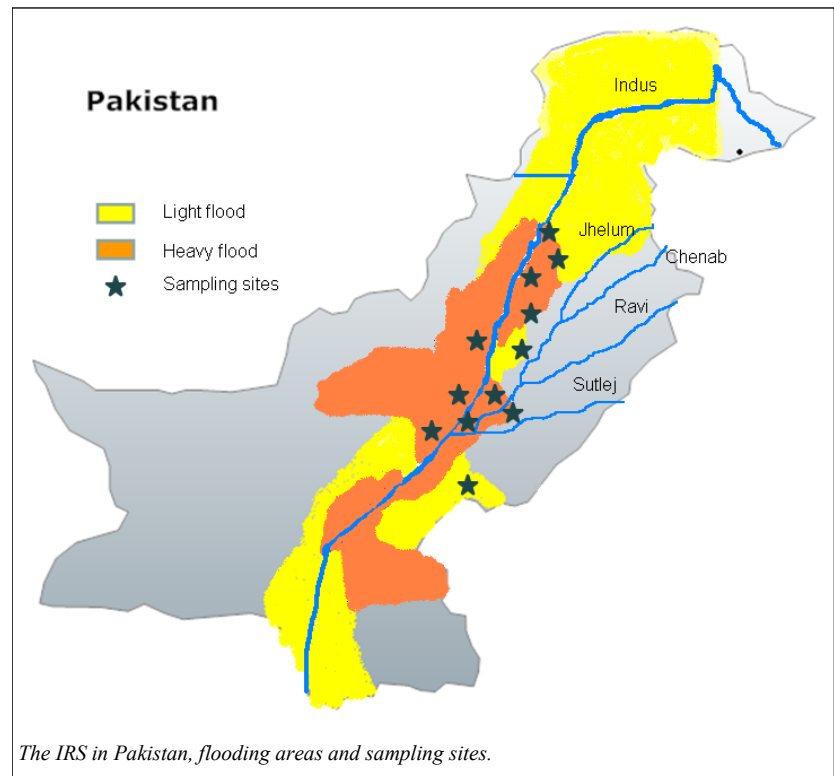 Pakistan
Indus
Light flood
Heavy flood
Sampling sites
Jhelum
Chenab
Ravi
Sutlej
The IRS in Pakistan, flooding areas and sampling sites.